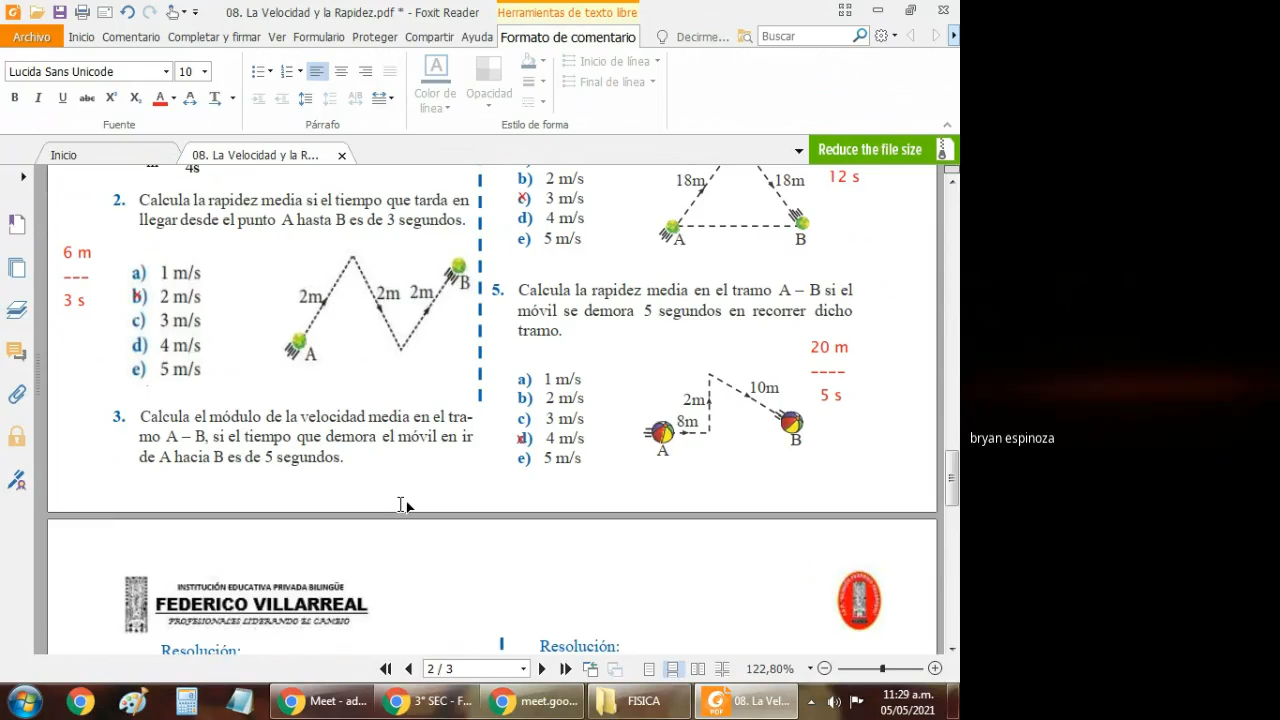 08. La Velocidad y la Rapidez.pdf * - Foxit Reader
Herramientas de texto libre
Archivo
Inicio
Comentario
Completar y firmar
Ver
Formulario
Proteger
Compartir
Ayuda
Formato de comentario
Decirme...
Buscar
Lucida Sans Unicode
10
Color de línea
Opacidad
Inicio de línea
Final de línea
Fuente
Párrafo
Estilo de forma
Inicio
08. La Velocidad y la R...
Reduce the file size
4s
2. Calcula la rapidez media si el tiempo que tarda en
llegar desde el punto A hasta B es de 3 segundos.
6 m
---
3 s
a) 1 m/s
b) 2 m/s
c) 3 m/s
d) 4 m/s
e) 5 m/s
2m
2m
2m
A
B
3. Calcula el módulo de la velocidad media en el tra-
mo A – B, si el tiempo que demora el móvil en ir
de A hacia B es de 5 segundos.
b) 2 m/s
c) 3 m/s
d) 4 m/s
e) 5 m/s
18m
18m
A
B
12 s
5. Calcula la rapidez media en el tramo A – B si el
móvil se demora 5 segundos en recorrer dicho
tramo.
20 m
----
5 s
a) 1 m/s
b) 2 m/s
c) 3 m/s
d) 4 m/s
e) 5 m/s
2m
10m
8m
A
B
bryan espinoza
INSTITUCIÓN EDUCATIVA PRIVADA BILINGÜE
FEDERICO VILLARREAL
PROFESIONALES LIDERANDO EL CAMBIO
Resolución:
Resolución:
2 / 3
122,80%
Meet - ad...
3° SEC - F...
meet.goo...
FISICA
08. La Vel...
11:29 a.m.
05/05/2021